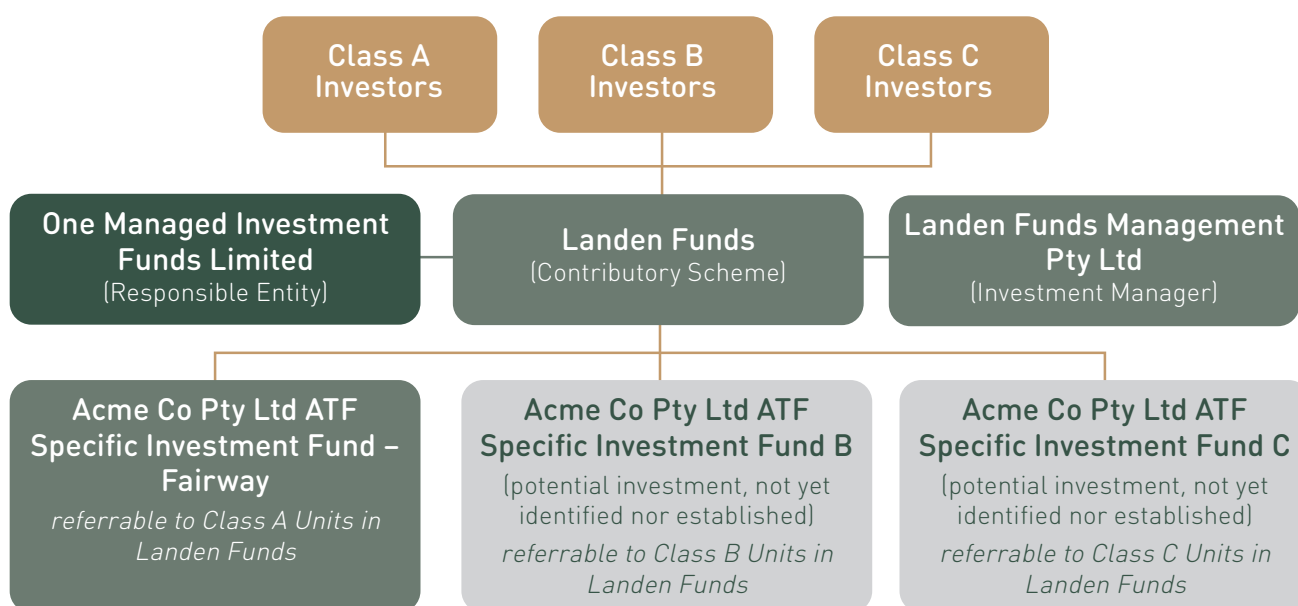 Class A
Investors
Class B
Investors
Class C
Investors
One Managed Investment
Funds Limited
(Responsible Entity)
Landen Funds
(Contributory Scheme)
Landen Funds Management
Pty Ltd
(Investment Manager)
Acme Co Pty Ltd ATF
Specific Investment Fund –
Fairway
referrable to Class A Units in
Landen Funds
Acme Co Pty Ltd ATF
Specific Investment Fund B
(potential investment, not yet
identified nor established)
referrable to Class B Units in
Landen Funds
Acme Co Pty Ltd ATF
Specific Investment Fund C
(potential investment, not yet
identified nor established)
referrable to Class C Units in
Landen Funds